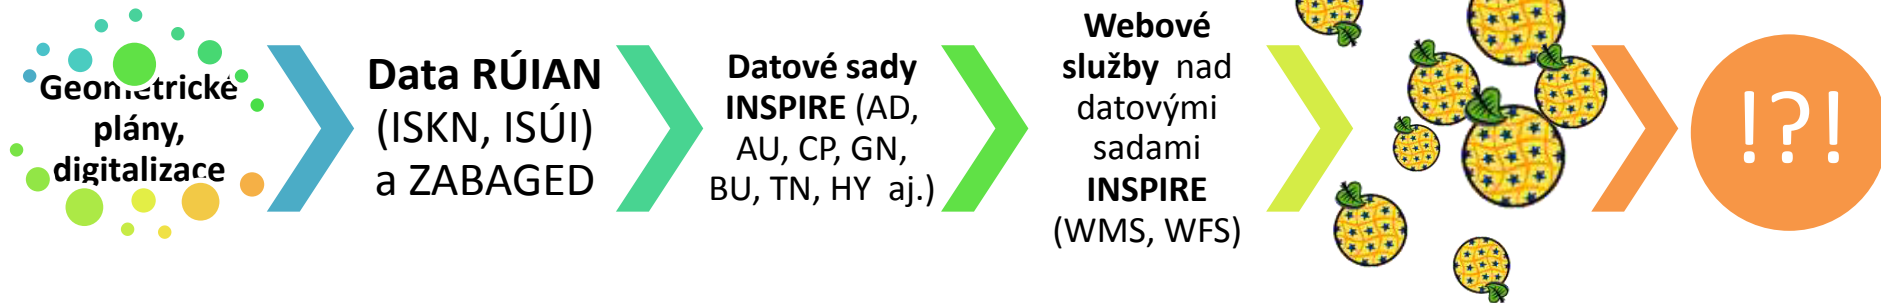 Geometrické
plány,
digitalizace
Data RÚIAN
(ISKN, ISÚI)
a ZABAGED
Datové sady
INSPIRE (AD,
AU, CP, GN,
BU, TN, HY aj.)
Webové
služby nad
datovými
sadami
INSPIRE
(WMS, WFS)
!?!